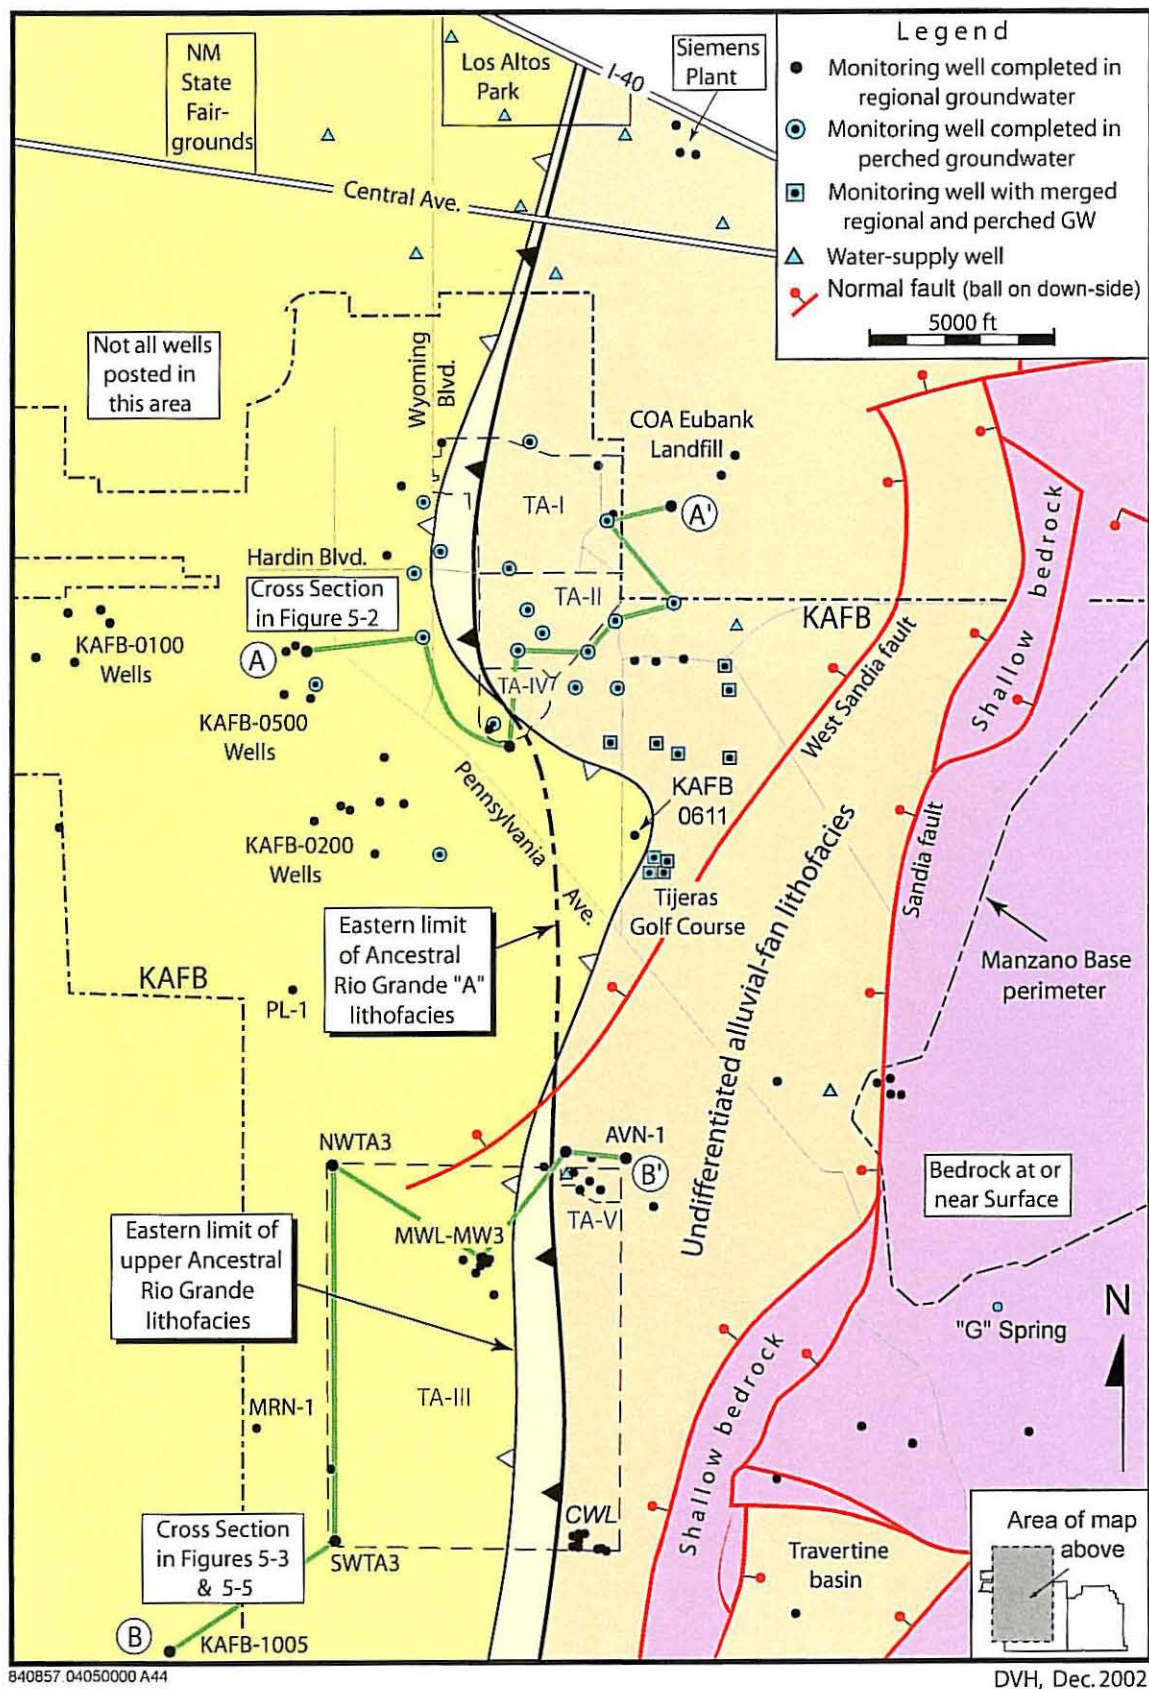 NM
State
Fair-
grounds
Los Altos
Park
I-40
Siemens
Plant
Central Ave.
Legend
Monitoring well completed in
regional groundwater
Monitoring well completed in
perched groundwater
Monitoring well with merged
regional and perched GW
Water-supply well
Normal fault (ball on down-side)
5000 ft
Not all wells
posted in
this area
Wyoming
Blvd.
COA Eubank
Landfill
TA-I
A'
Hardin Blvd.
Cross Section
in Figure 5-2
TA-II
KAFB
Shallow bedrock
KAFB-0100
Wells
A
TA-IV
West Sandia fault
KAFB-0500
Wells
Pennsylvania
Ave.
KAFB
0611
KAFB-0200
Wells
Sandia fault
Tijeras
Golf Course
Eastern limit
of Ancestral
Rio Grande "A"
lithofacies
Undifferentiated alluvial-fan lithofacies
Manzano Base
perimeter
KAFB
PL-1
NWTA3
AVN-1
B'
Bedrock at or
near Surface
TA-V
MWL-MW3
Eastern limit of
upper Ancestral
Rio Grande
lithofacies
N
"G" Spring
TA-III
MRN-1
Shallow bedrock
CWL
Cross Section
in Figures 5-3
& 5-5
SWTA3
Travertine
basin
Area of map
above
B
KAFB-1005
840857.04050000 A44
DVH, Dec. 2002